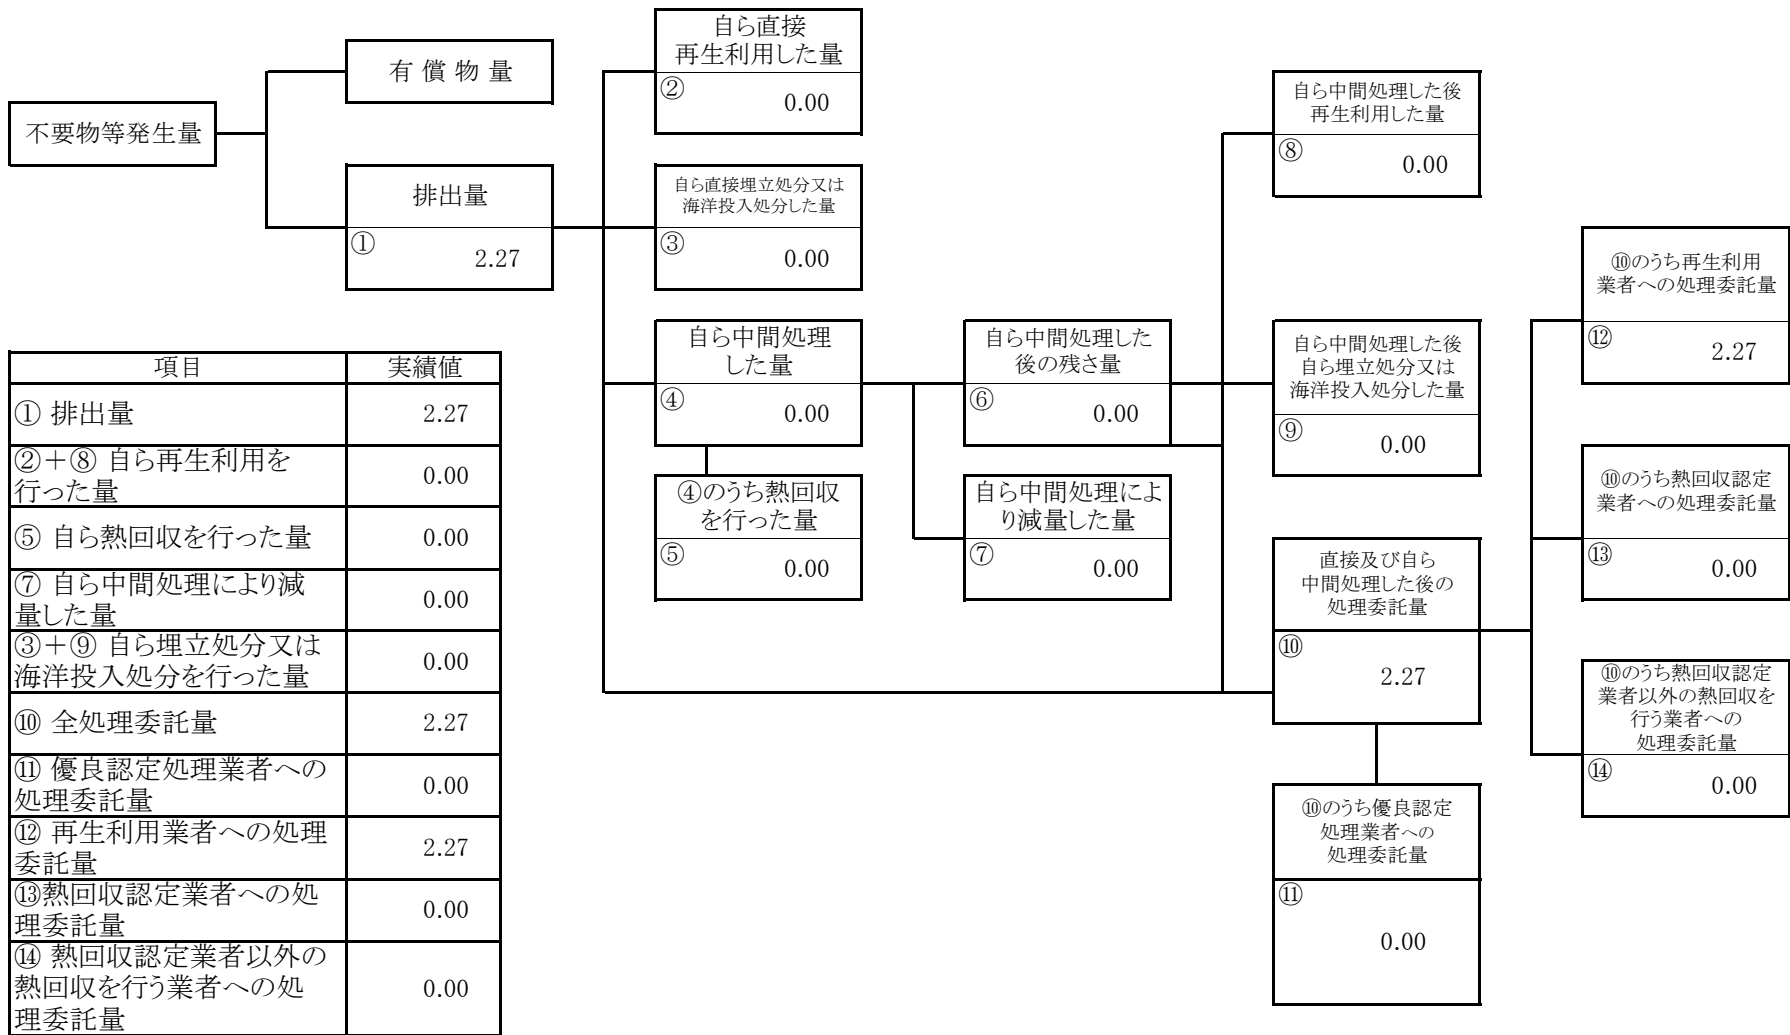 不要物等発生量
有 償 物 量
排出量
①
2.27
自ら直接
再生利用した量
②
0.00
自ら直接埋立処分又は
海洋投入処分した量
③
0.00
自ら中間処理
した量
④
0.00
④のうち熱回収
を行った量
⑤
0.00
自ら中間処理した
後の残さ量
⑥
0.00
自ら中間処理によ
り減量した量
⑦
0.00
自ら中間処理した後
再生利用した量
⑧
0.00
自ら中間処理した後
自ら埋立処分又は
海洋投入処分した量
⑨
0.00
直接及び自ら
中間処理した後の
処理委託量
⑩
2.27
⑩のうち優良認定
処理業者への
処理委託量
⑪
0.00
⑩のうち再生利用
業者への処理委託量
⑫
2.27
⑩のうち熱回収認定
業者への処理委託量
⑬
0.00
⑩のうち熱回収認定
業者以外の熱回収を
行う業者への
処理委託量
⑭
0.00
項目 実績値
① 排出量 2.27
②＋⑧ 自ら再生利用を
行った量 0.00
⑤ 自ら熱回収を行った量 0.00
⑦ 自ら中間処理により減
量した量 0.00
③＋⑨ 自ら埋立処分又は
海洋投入処分を行った量 0.00
⑩ 全処理委託量 2.27
⑪ 優良認定処理業者への
処理委託量 0.00
⑫ 再生利用業者への処理
委託量 2.27
⑬熱回収認定業者への処
理委託量 0.00
⑭ 熱回収認定業者以外の
熱回収を行う業者への処
理委託量 0.00